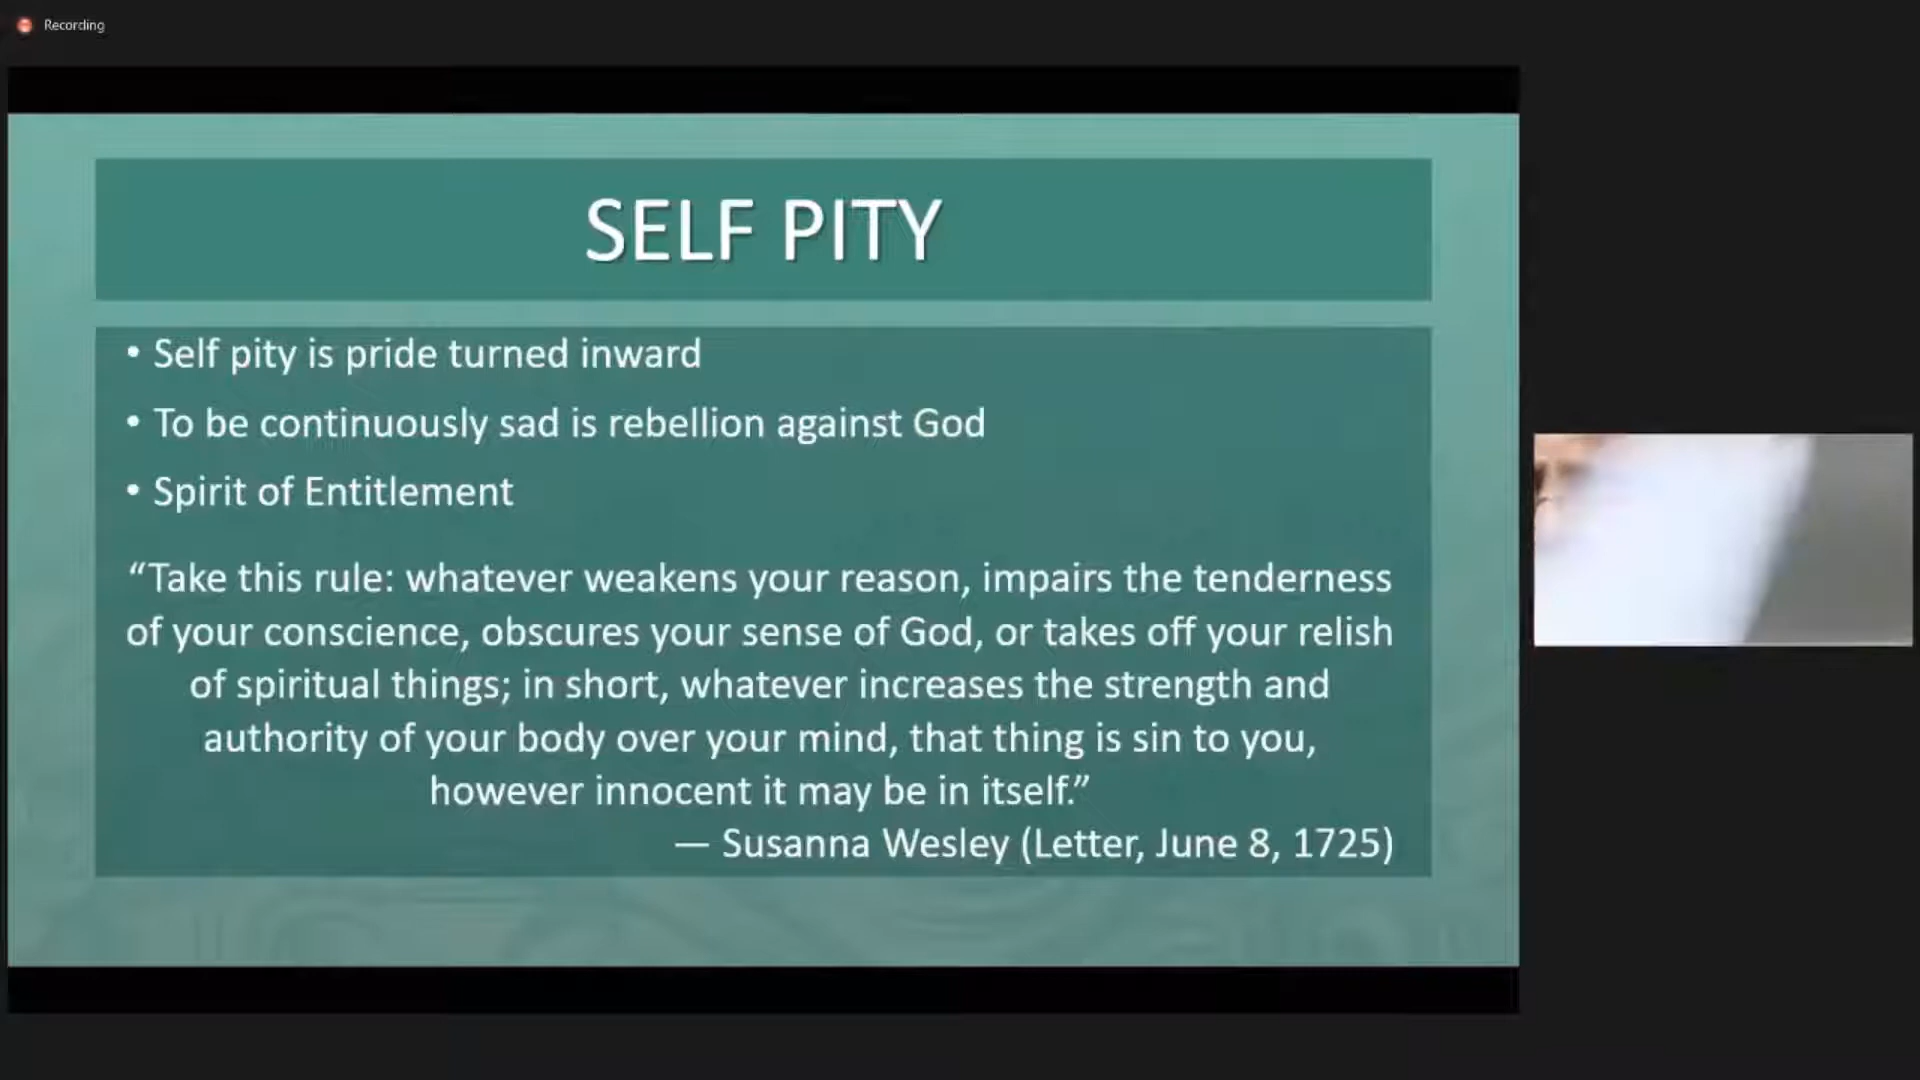 Recording
SELF PITY
• Self pity is pride turned inward
• To be continuously sad is rebellion against God
• Spirit of Entitlement
“Take this rule: whatever weakens your reason, impairs the tenderness
of your conscience, obscures your sense of God, or takes off your relish
of spiritual things; in short, whatever increases the strength and
authority of your body over your mind, that thing is sin to you,
however innocent it may be in itself.”
— Susanna Wesley (Letter, June 8, 1725)